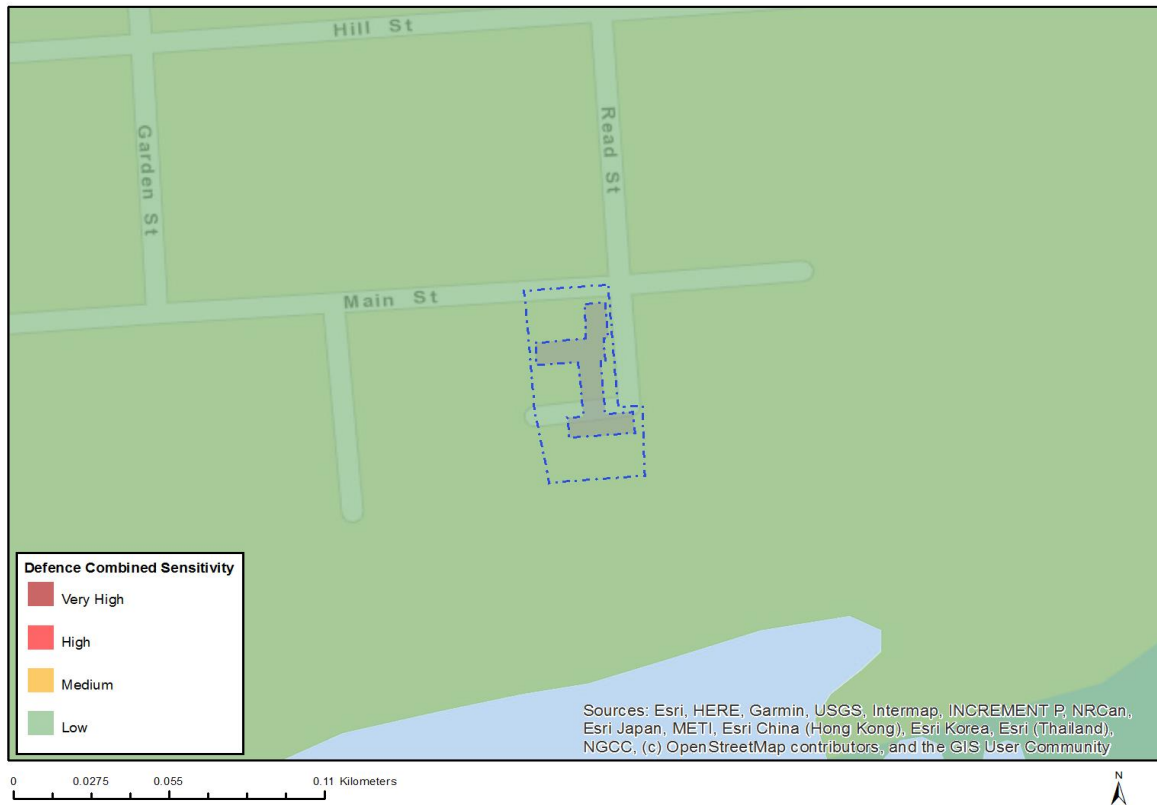 Hill St
Garden St
Read St
Main St
Defence Combined Sensitivity
Very High
High
Medium
Low
Sources: Esri, HERE, Garmin, USGS, Intermap, INCREMENT P, NRCan,
Esri Japan, METI, Esri China (Hong Kong), Esri Korea, Esri (Thailand),
NGCC, (c) OpenStreetMap contributors, and the GIS User Community
0 0.0275 0.055 0.11 Kilometers
N